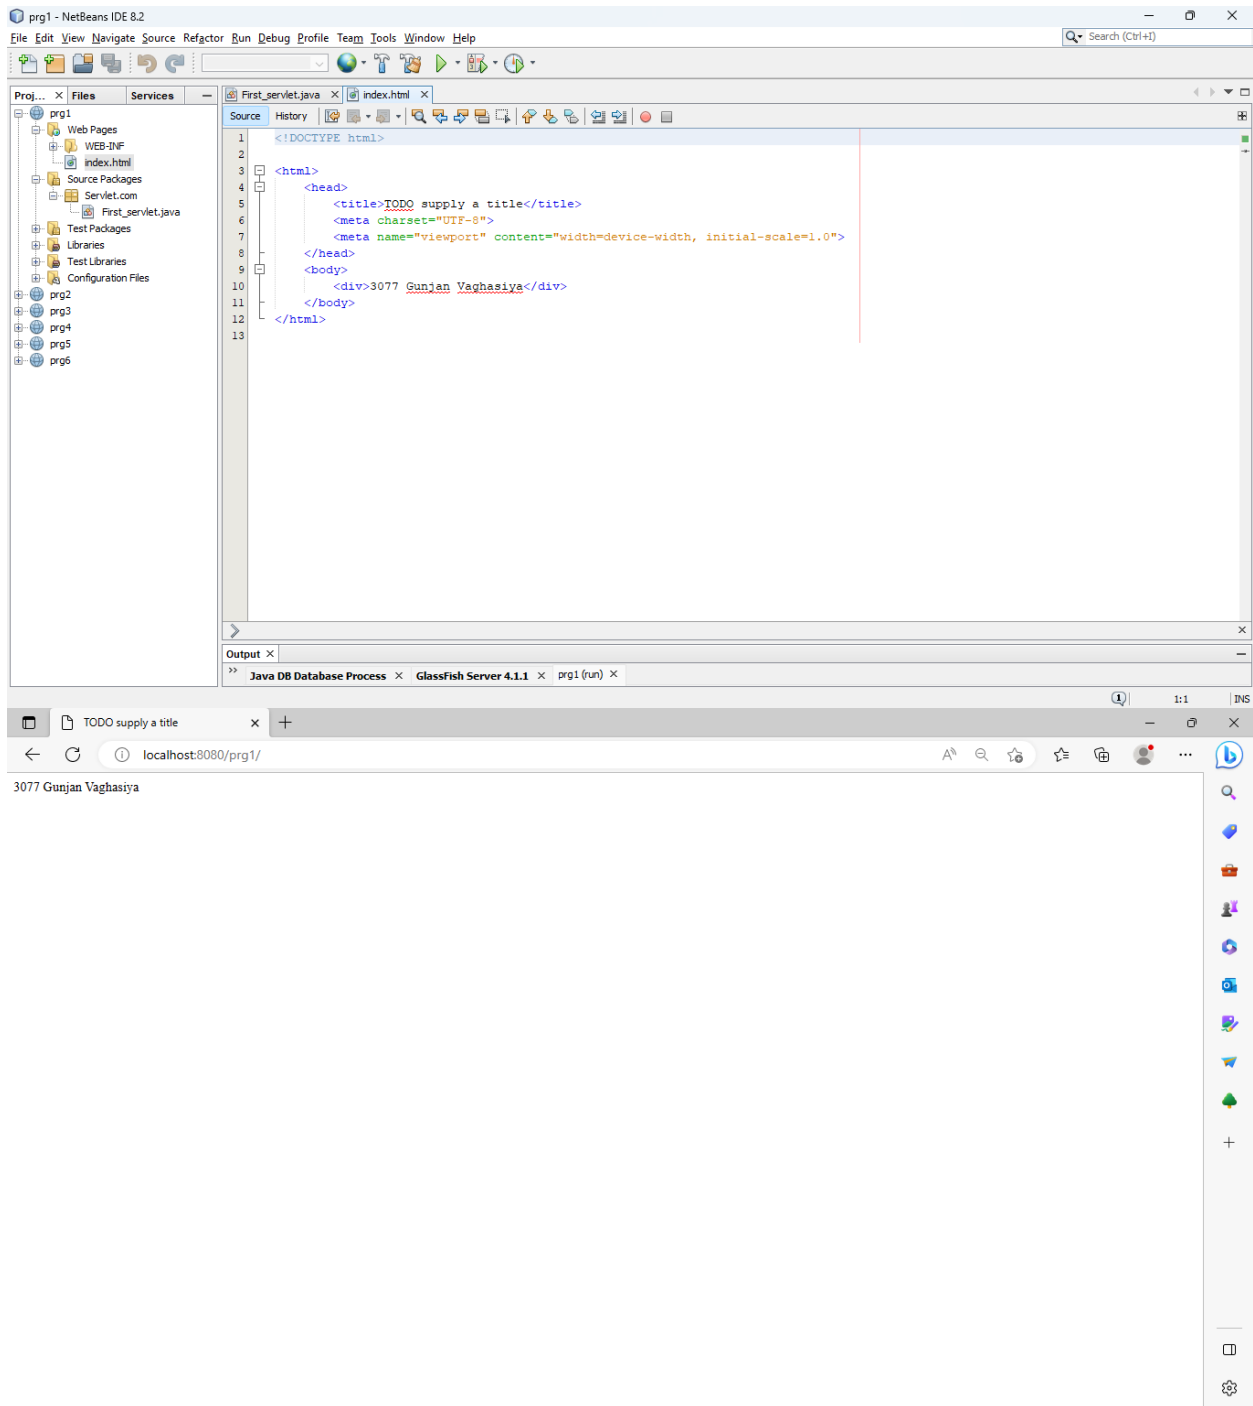 prg1 - NetBeans IDE 8.2
File Edit View Navigate Source Refactor Run Debug Profile Team Tools Window Help
Search (Ctrl+I)
Proj... Files Services
First_servlet.java index.html
Source History
prg1
Web Pages
WEB-INF
index.html
Source Packages
Servlet.com
First_servlet.java
Test Packages
Libraries
Test Libraries
Configuration Files
prg2
prg3
prg4
prg5
prg6
1 <!DOCTYPE html>
2
3 <html>
4 <head>
5 <title>TODO supply a title</title>
6 <meta charset="UTF-8">
7 <meta name="viewport" content="width=device-width, initial-scale=1.0">
8 </head>
9 <body>
10 <div>3077 Gunjan Vaghasiya</div>
11 </body>
12 </html>
13
Output
Java DB Database Process GlassFish Server 4.1.1 prg1 (run)
1 1:1 INS
TODO supply a title
localhost:8080/prg1/
3077 Gunjan Vaghasiya